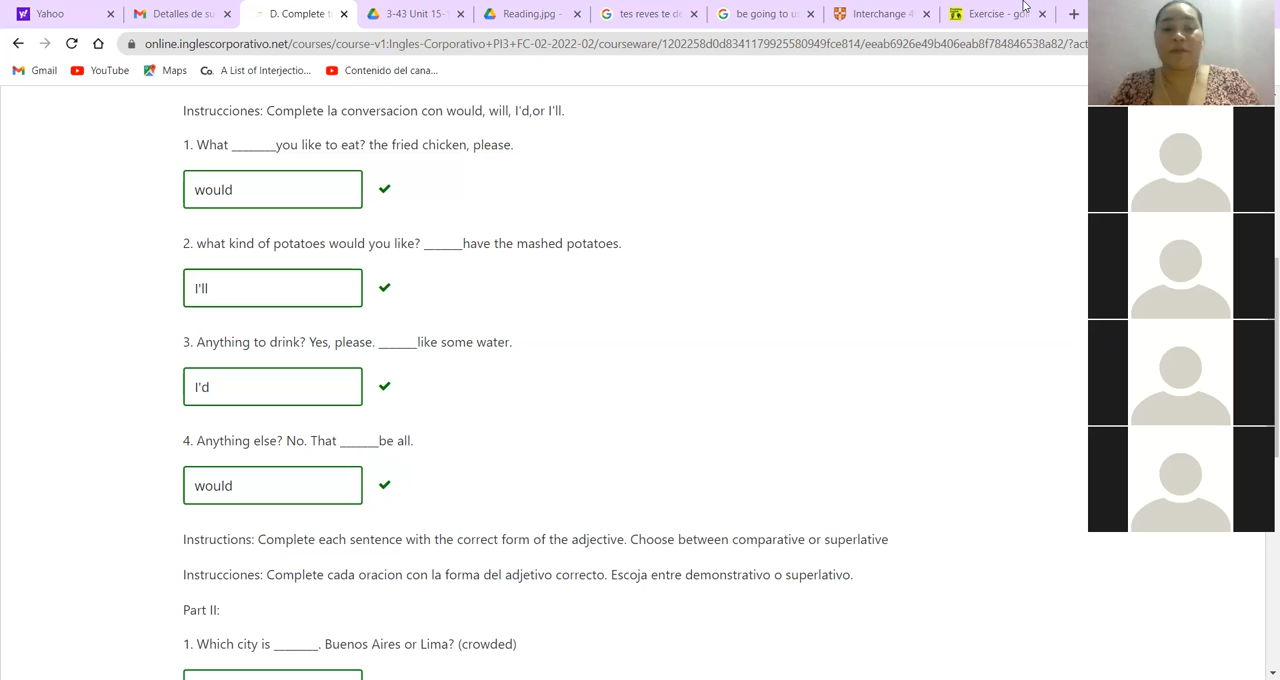 Yahoo
Detalles de su
D. Complete t
3-43 Unit 15-
Reading.jpg -
tes reves te de
be going to u
Interchange 4
Exercise - goi
online.inglescorporativo.net/courses/course-v1:Ingles-Corporativo+PI3+FC-02-2022-02/courseware/1202258d0d8341179925580949fce814/eeab6926e49b406eab8f784846538a82/?act
Gmail
YouTube
Maps
Co. A List of Interjectio...
Contenido del cana...
Instrucciones: Complete la conversacion con would, will, I'd,or I'll.
1. What ________you like to eat? the fried chicken, please.
would
2. what kind of potatoes would you like? _______have the mashed potatoes.
I'll
3. Anything to drink? Yes, please. _______like some water.
I'd
4. Anything else? No. That _______be all.
would
Instructions: Complete each sentence with the correct form of the adjective. Choose between comparative or superlative
Instrucciones: Complete cada oracion con la forma del adjetivo correcto. Escoja entre demonstrativo o superlativo.
Part II:
1. Which city is ________. Buenos Aires or Lima? (crowded)